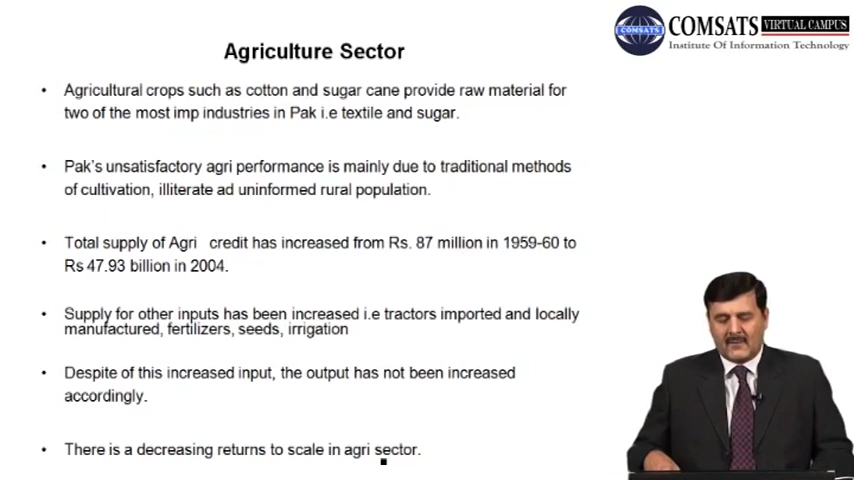 COMSATS VIRTUAL CAMPUS
COMSATS
Institute Of Information Technology
Agriculture Sector
• Agricultural crops such as cotton and sugar cane provide raw material for
two of the most imp industries in Pak i.e textile and sugar.
• Pak's unsatisfactory agri performance is mainly due to traditional methods
of cultivation, illiterate ad uninformed rural population.
• Total supply of Agri credit has increased from Rs. 87 million in 1959-60 to
Rs 47.93 billion in 2004.
• Supply for other inputs has been increased i.e tractors imported and locally
manufactured, fertilizers, seeds, irrigation
• Despite of this increased input, the output has not been increased
accordingly.
• There is a decreasing returns to scale in agri sector.